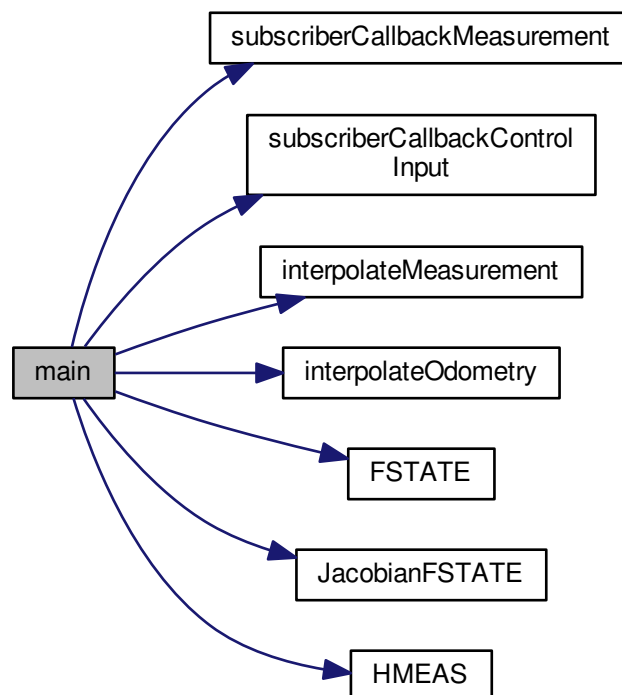 subscriberCallbackMeasurement
subscriberCallbackControl
Input
interpolateMeasurement
main
interpolateOdometry
FSTATE
JacobianFSTATE
HMEAS